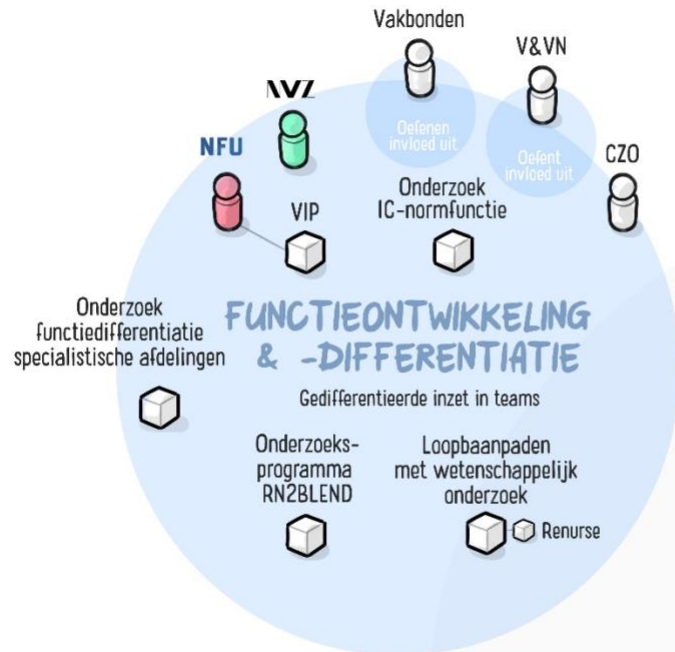 Vakbonden
V&VN
NVZ
Oefenen
invloed uit
Oefent
invloed uit
NFU
CZO
VIP
Onderzoek
IC-normfunctie
Onderzoek
functiedifferentiatie
specialistische afdelingen
FUNCTIEONTWIKKELING
& -DIFFERENTIATIE
Gedifferentieerde inzet in teams
Onderzoeks-
programma
RN2BLEND
Loopbaanpaden
met wetenschappelijk
onderzoek
Renurse